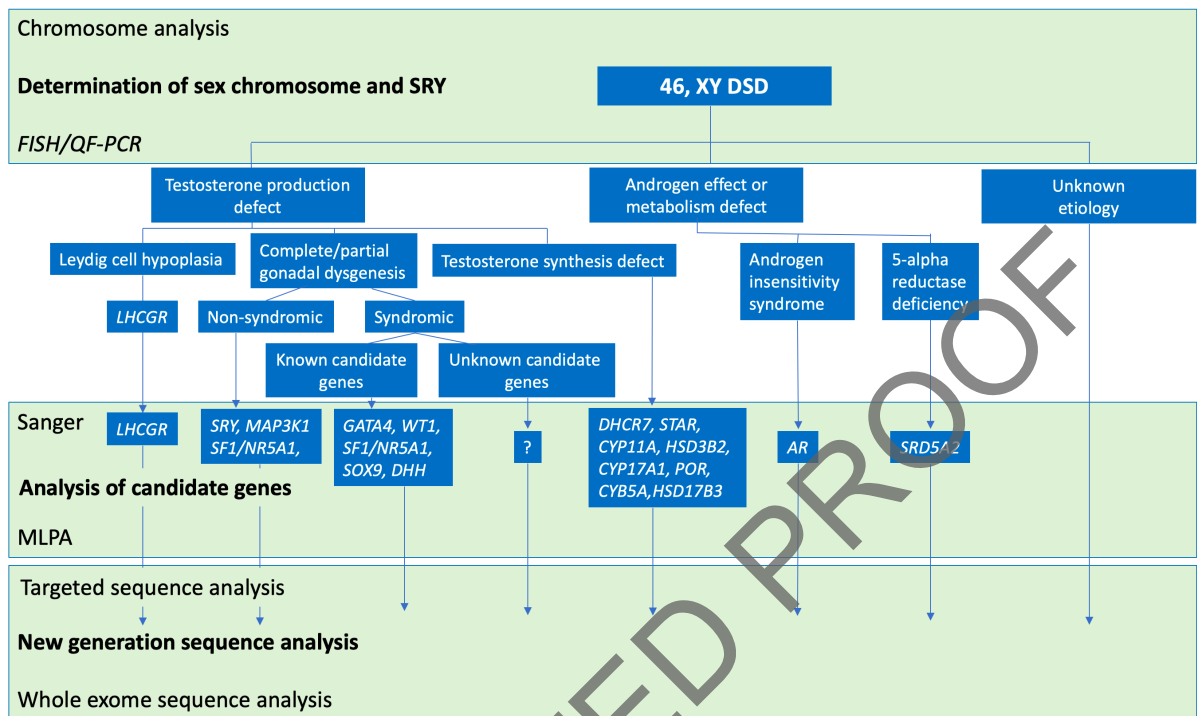 Chromosome analysis
Determination of sex chromosome and SRY
46, XY DSD
FISH/QF-PCR
Testosterone production
defect
Androgen effect or
metabolism defect
Unknown
etiology
Leydig cell hypoplasia
Complete/partial
gonadal dysgenesis
Testosterone synthesis defect
Androgen
insensitivity
syndrome
5-alpha
reductase
deficiency
LHCGR
Non-syndromic
Syndromic
Known candidate
genes
Unknown candidate
genes
Sanger
LHCGR
SRY, MAP3K1
SF1/NR5A1,
GATA4, WT1,
SF1/NR5A1,
SOX9, DHH
?
DHCR7, STAR,
CYP11A, HSD3B2,
CYP17A1, POR,
CYB5A,HSD17B3
AR
SRD5A2
Analysis of candidate genes
MLPA
Targeted sequence analysis
New generation sequence analysis
Whole exome sequence analysis
ED PROOF